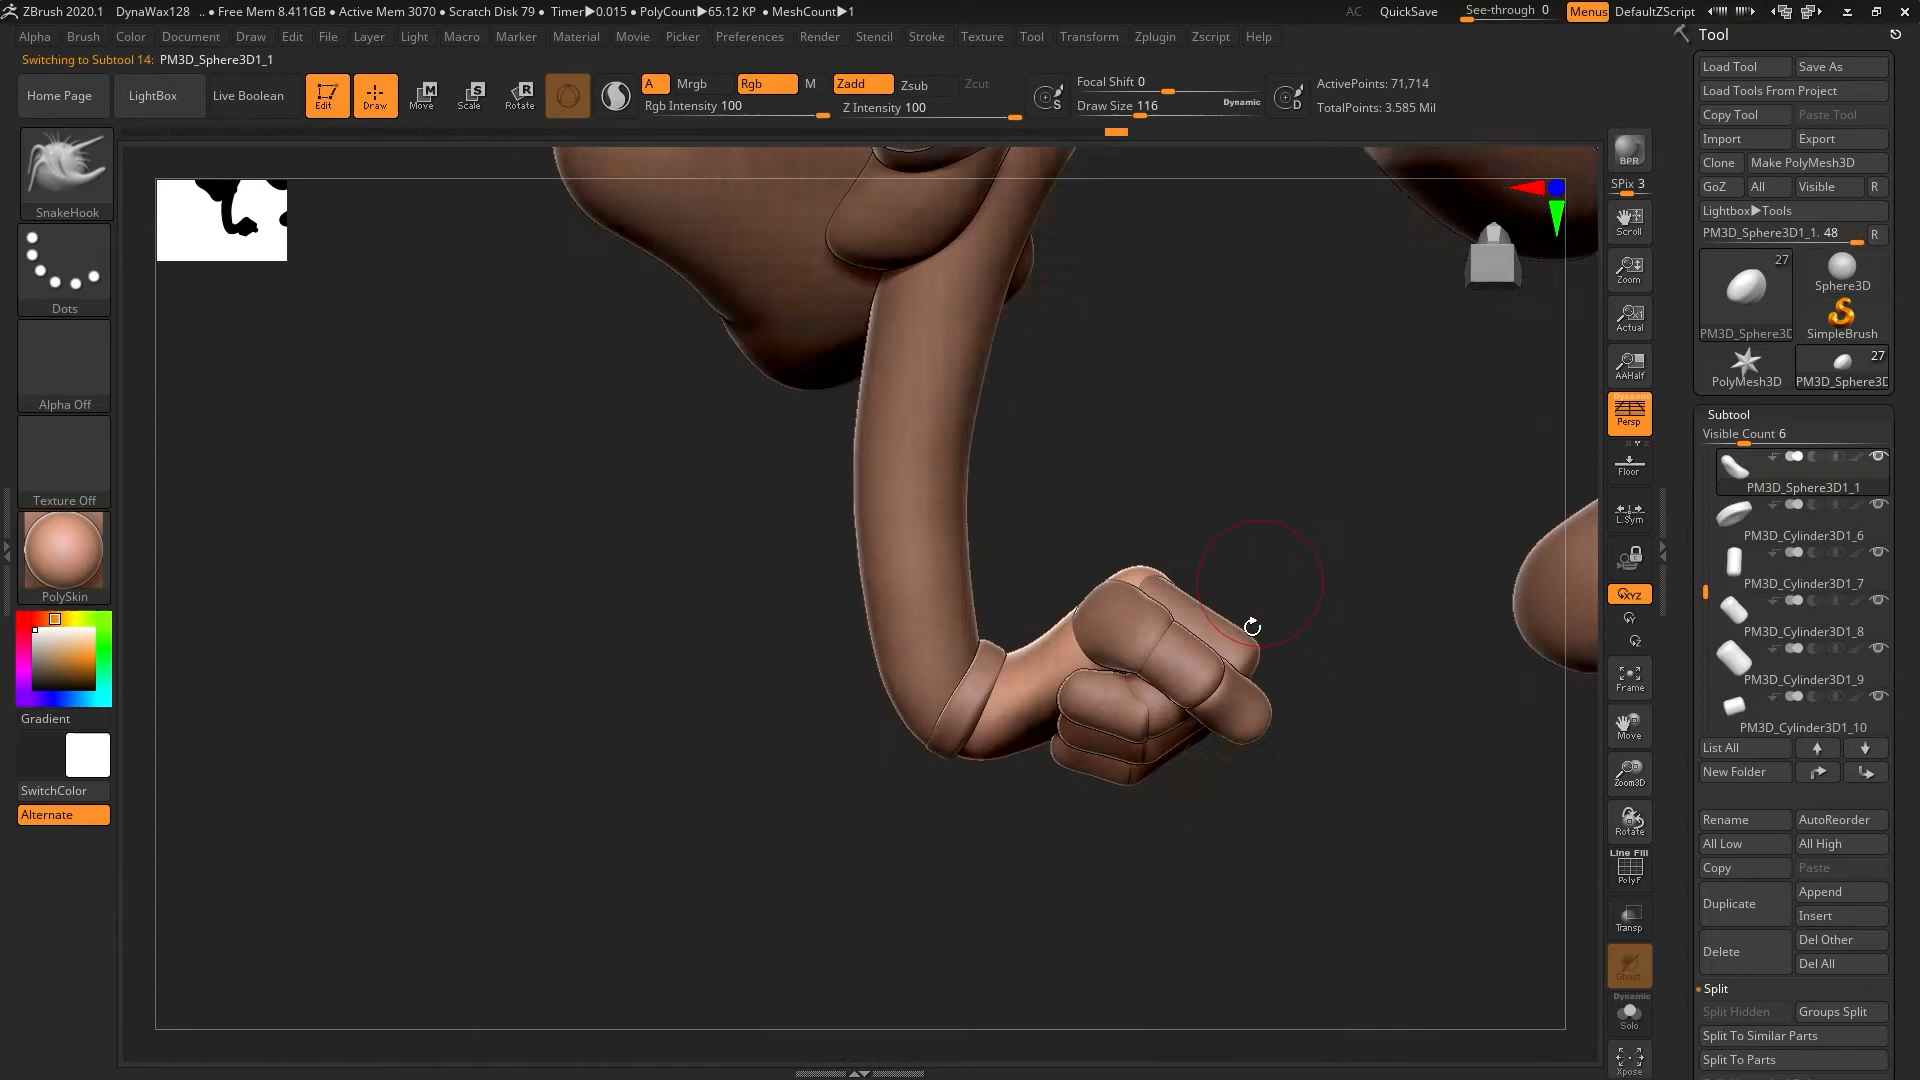 ZBrush 2020.1 DynaWax128 .. • Free Mem 8.411GB • Active Mem 3070 • Scratch Disk 79 • Timer▶0.015 • PolyCount▶65.12 KP • MeshCount▶1 AC QuickSave See-through 0 Menus DefaultZScript
Alpha Brush Color Document Draw Edit File Layer Light Macro Marker Material Movie Picker Preferences Render Stencil Stroke Texture Tool Transform Zplugin Zscript Help
Switching to Subtool 14: PM3D_Sphere3D1_1
Home Page LightBox Live Boolean Edit Draw Move Scale Rotate
A Mrgb Rgb M Zadd Zsub Zcut
Rgb Intensity 100 Z Intensity 100
Focal Shift 0
Draw Size 116 Dynamic
ActivePoints: 71,714
TotalPoints: 3.585 Mil
SnakeHook
Dots
Alpha Off
Texture Off
PolySkin
Gradient
SwitchColor
Alternate
BPR
SPix 3
Scroll
Zoom
Actual
AAHalf
Dynamic
Persp
Floor
L.Sym
XYZ
Frame
Move
Zoom3D
Rotate
Line Fill
PolyF
Transp
Ghost
Dynamic
Solo
Xpose
Tool
Load Tool Save As
Load Tools From Project
Copy Tool Paste Tool
Import Export
Clone Make PolyMesh3D
GoZ All Visible R
Lightbox▶Tools
PM3D_Sphere3D1_1. 48 R
27
Sphere3D
PM3D_Sphere3D SimpleBrush
27
PolyMesh3D PM3D_Sphere3D
Subtool
Visible Count 6
PM3D_Sphere3D1_1
PM3D_Cylinder3D1_6
PM3D_Cylinder3D1_7
PM3D_Cylinder3D1_8
PM3D_Cylinder3D1_9
PM3D_Cylinder3D1_10
List All
New Folder
Rename AutoReorder
All Low All High
Copy Paste
Duplicate Append
Insert
Delete Del Other
Del All
Split
Split Hidden Groups Split
Split To Similar Parts
Split To Parts